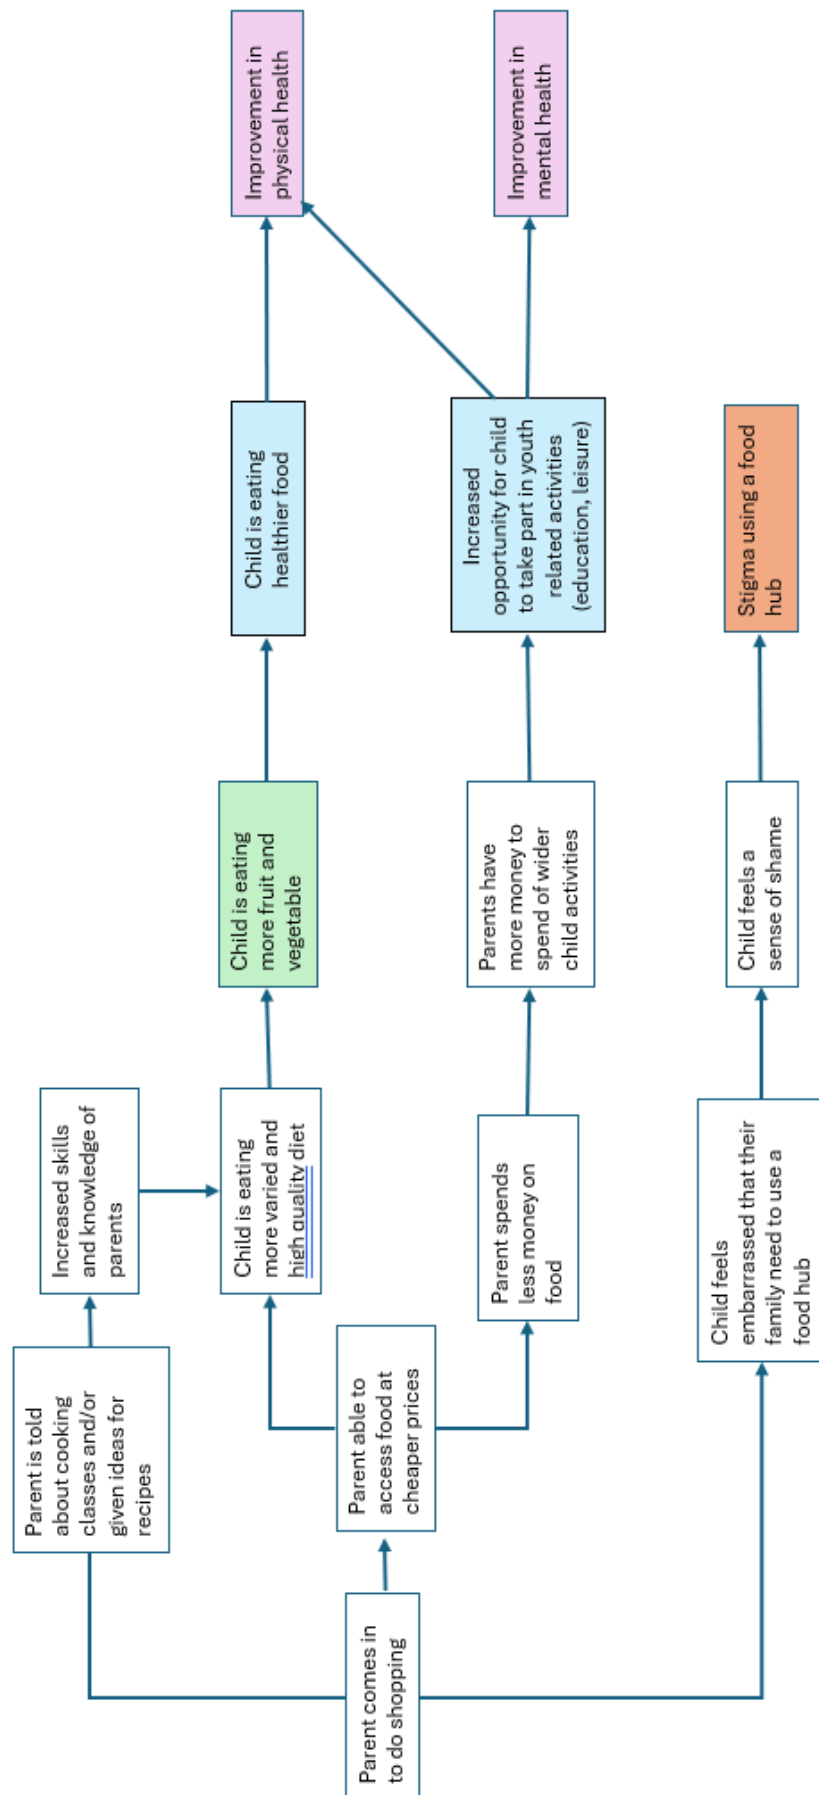 Parent comes in
to do shopping
Parent is told
about cooking
classes and/or
given ideas for
recipes
Increased skills
and knowledge of
parents
Parent able to
access food at
cheaper prices
Child is eating
more varied and
high quality diet
Child is eating
more fruit and
vegetable
Child is eating
healthier food
Improvement in
physical health
Parent spends
less money on
food
Parents have
more money to
spend of wider
child activities
Increased
opportunity for child
to take part in youth
related activities
(education, leisure)
Improvement in
mental health
Child feels
embarrassed that their
family need to use a
food hub
Child feels a
sense of shame
Stigma using a food
hub